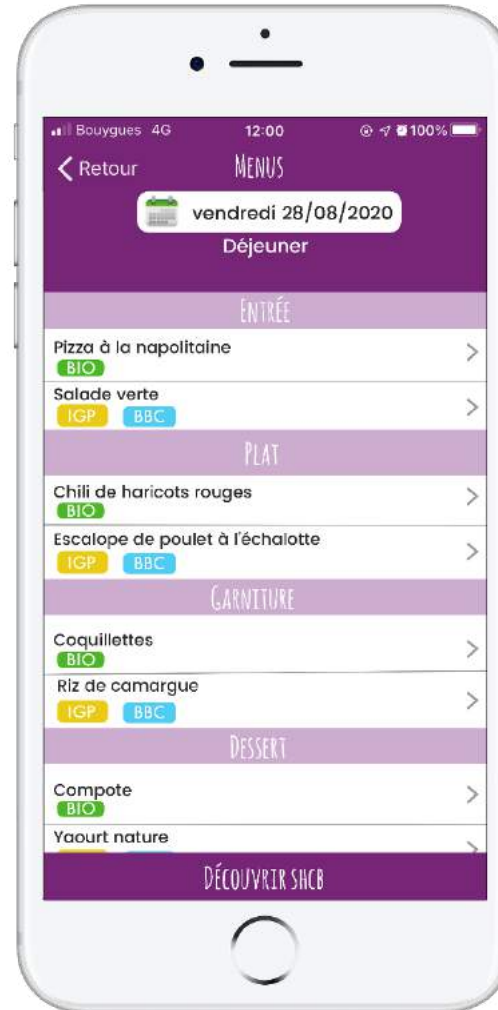 Bouygues 4G 12:00 100%
Retour MENUS
vendredi 28/08/2020
Déjeuner
ENTRÉE
Pizza à la napolitaine
BIO
Salade verte
IGP BBC
PLAT
Chili de haricots rouges
BIO
Escalope de poulet à l'échalotte
IGP BBC
GARNITURE
Coquillettes
BIO
Riz de camargue
IGP BBC
DESSERT
Compote
BIO
Yaourt nature
DÉCOUVRIR SHCB